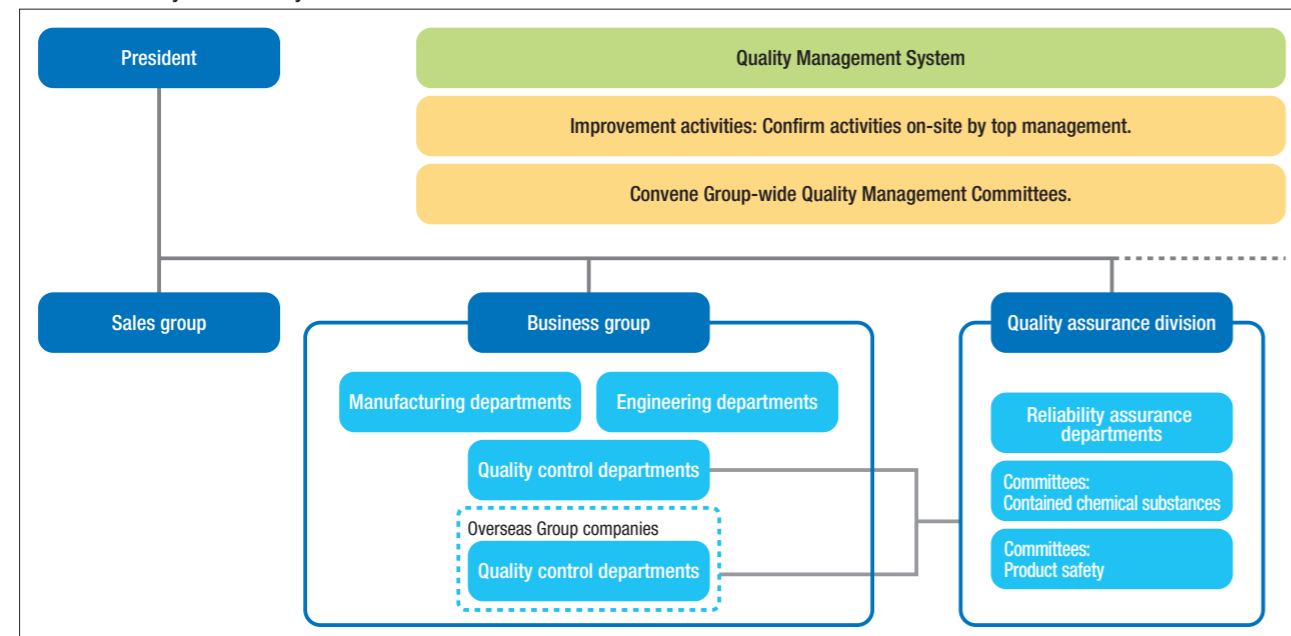 President
Quality Management System
Improvement activities: Confirm activities on-site by top management.
Convene Group-wide Quality Management Committees.
Sales group
Business group
Quality assurance division
Manufacturing departments
Engineering departments
Quality control departments
Overseas Group companies
Quality control departments
Reliability assurance
departments
Committees:
Contained chemical substances
Committees:
Product safety